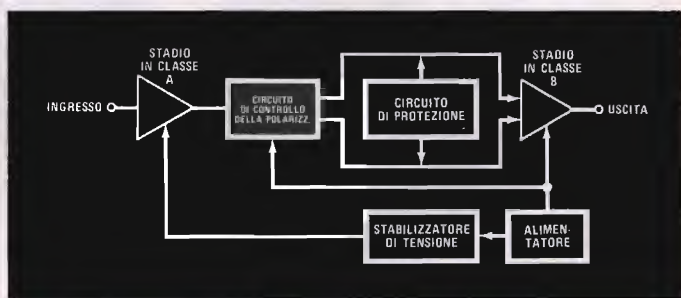 STADIO
IN CLASSE
A
INGRESSO
CIRCUITO
DI CONTROLLO
DELLA POLARIZZ.
CIRCUITO
DI PROTEZIONE
STADIO
IN CLASSE
B
USCITA
STABILIZZATORE
DI TENSIONE
ALIMEN-
TATORE